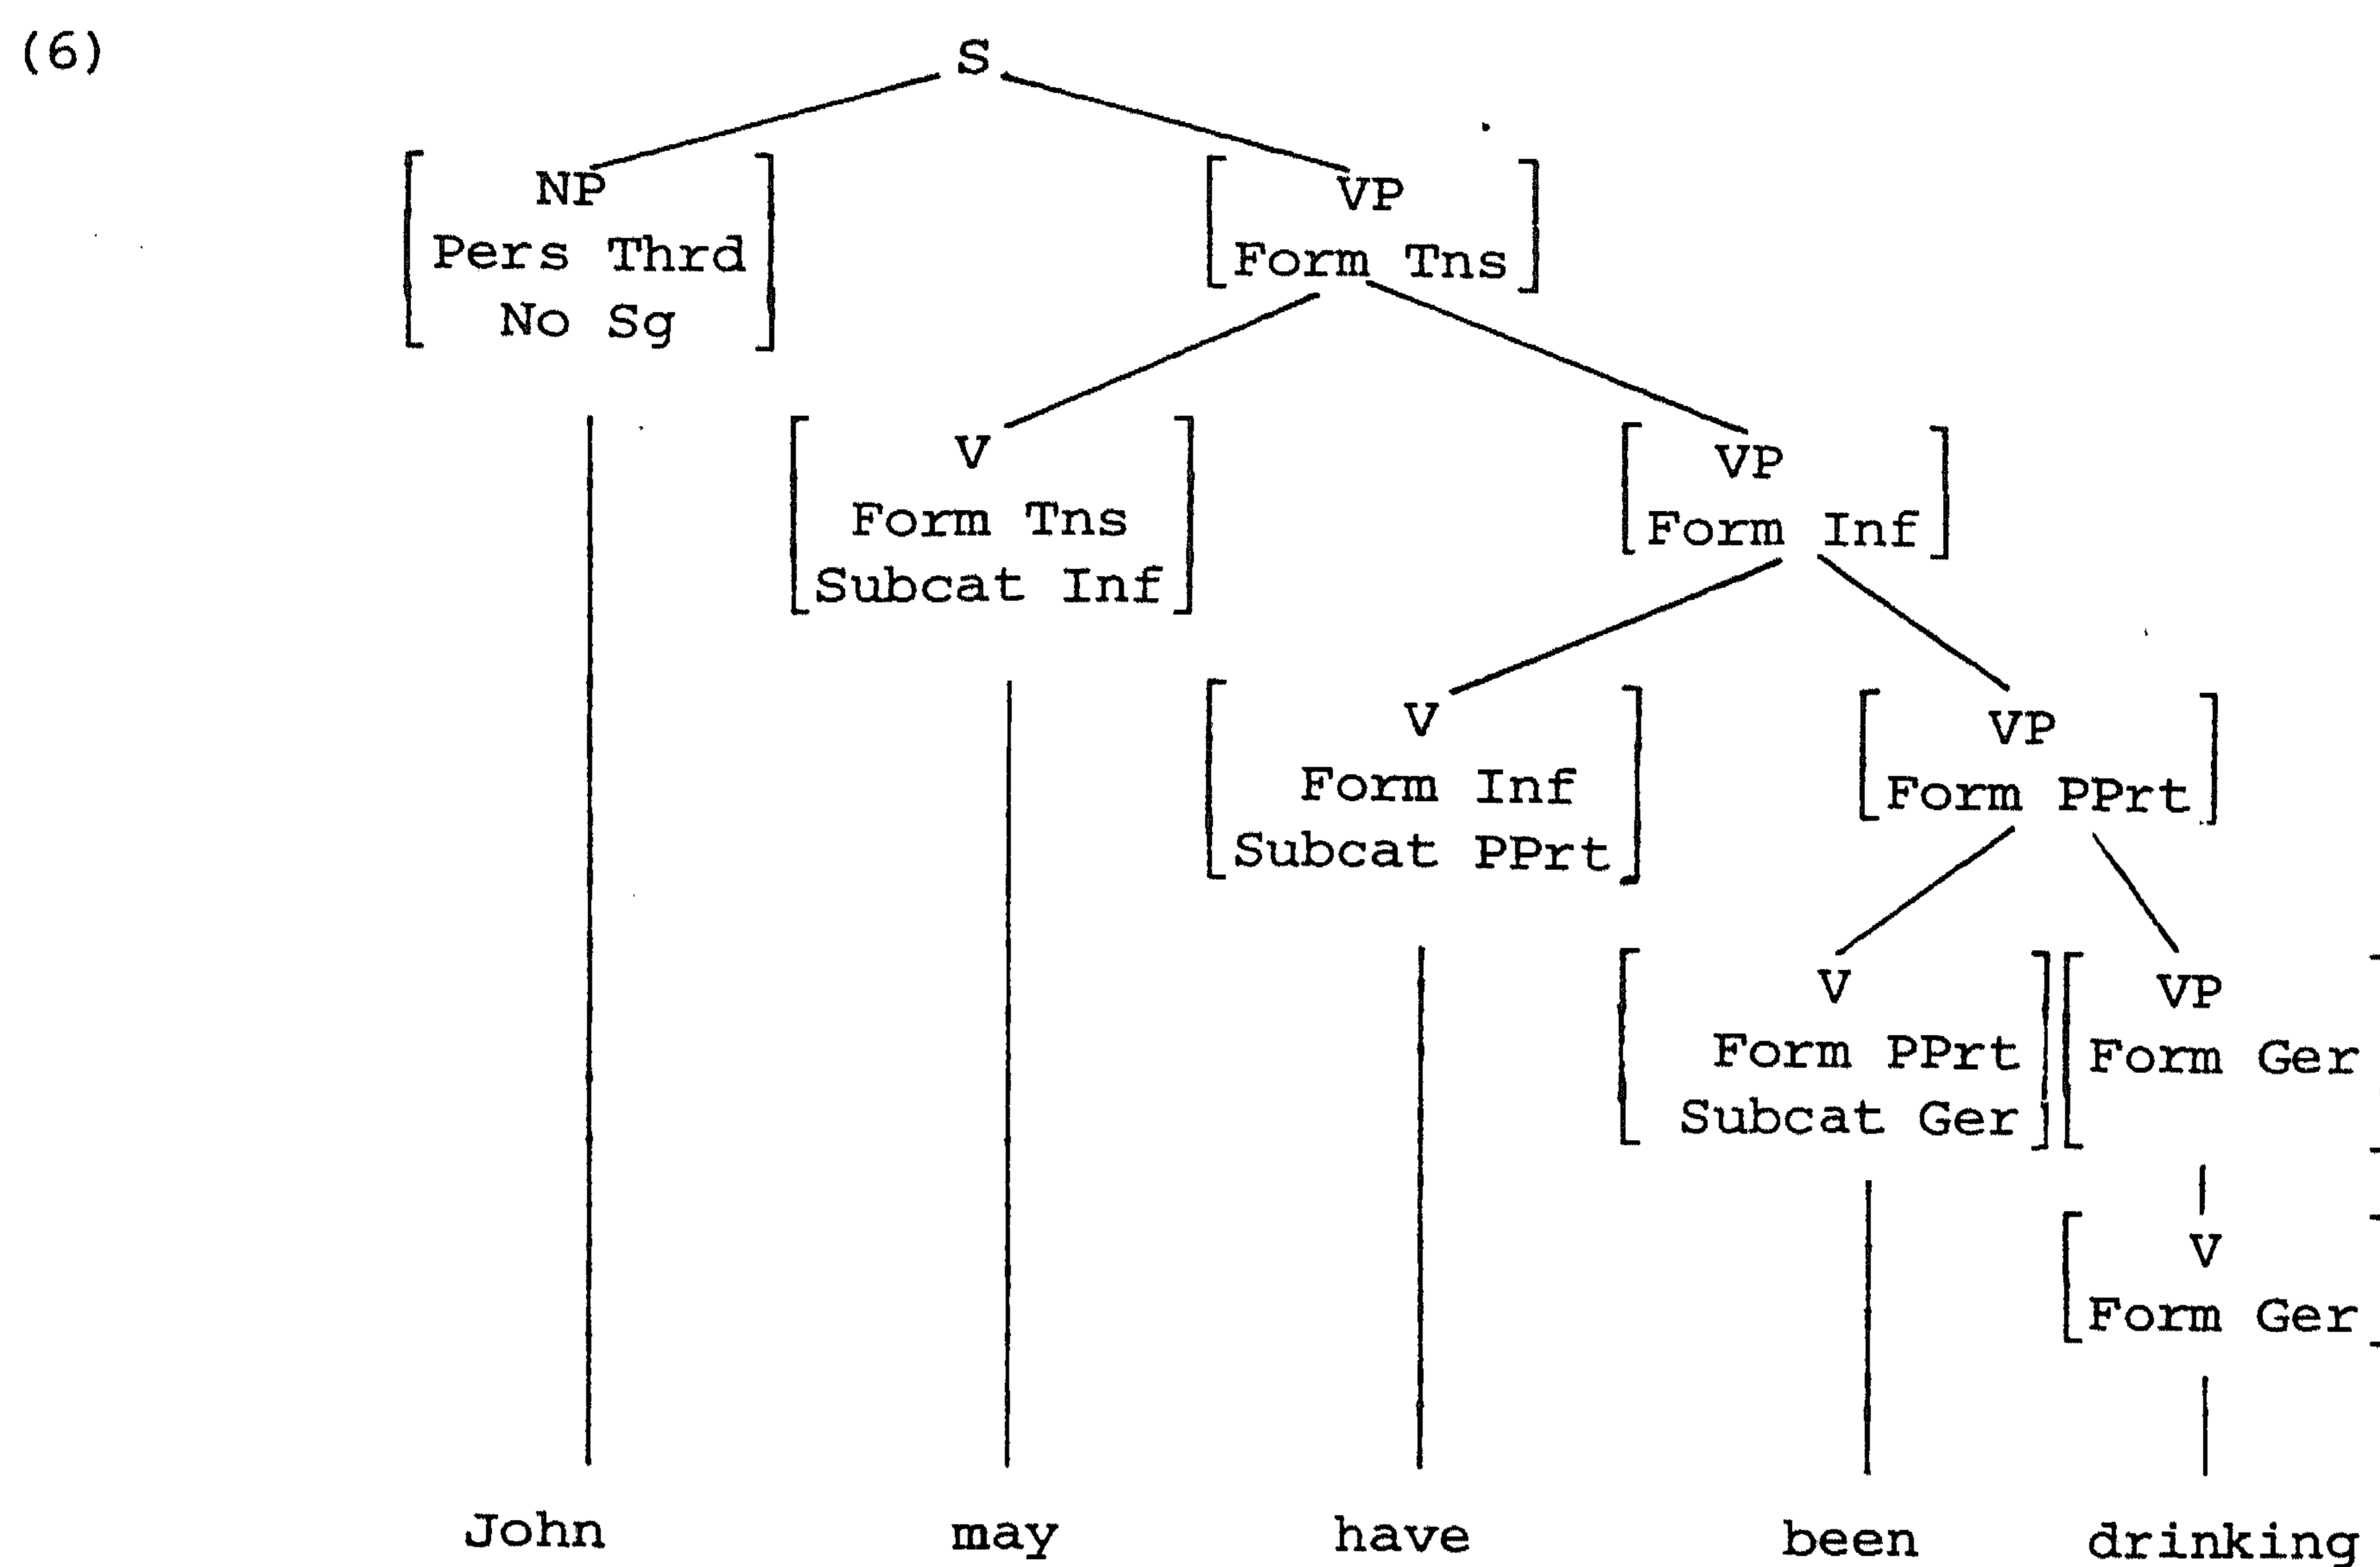 (6)
S
NP
Pers Thrd
No Sg
VP
Form Tns
V
Form Tns
Subcat Inf
VP
Form Inf
V
Form Inf
Subcat PPrt
VP
Form PPrt
V
Form PPrt
Subcat Ger
VP
Form Ger
V
Form Ger
John may have been drinking